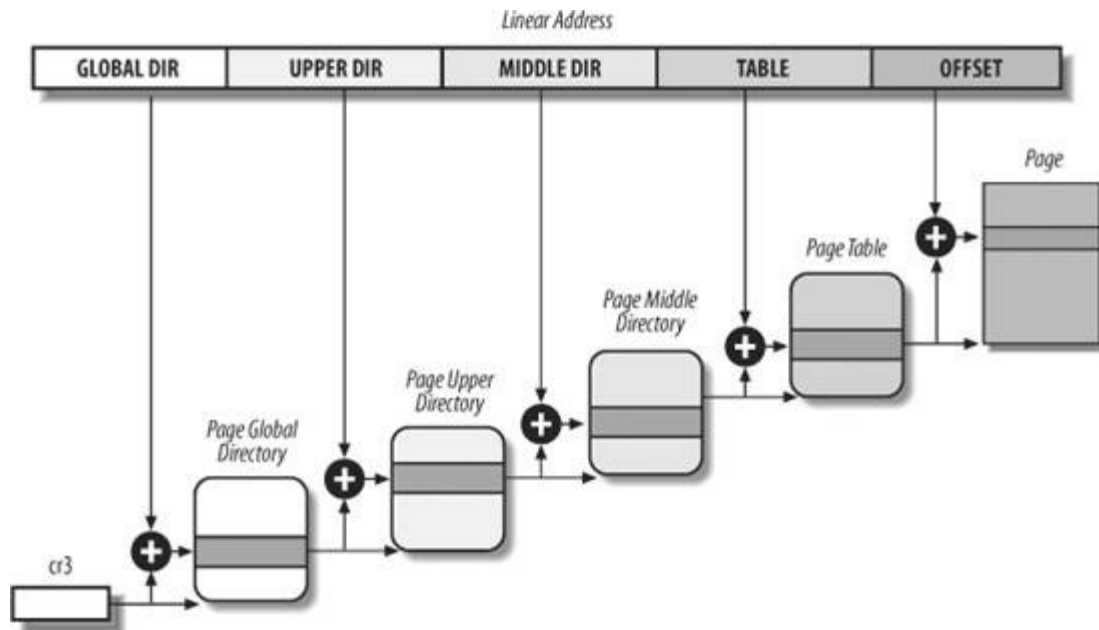 Linear Address
GLOBAL DIR
UPPER DIR
MIDDLE DIR
TABLE
OFFSET
Page
Page Table
Page Middle
Directory
Page Upper
Directory
Page Global
Directory
cr3